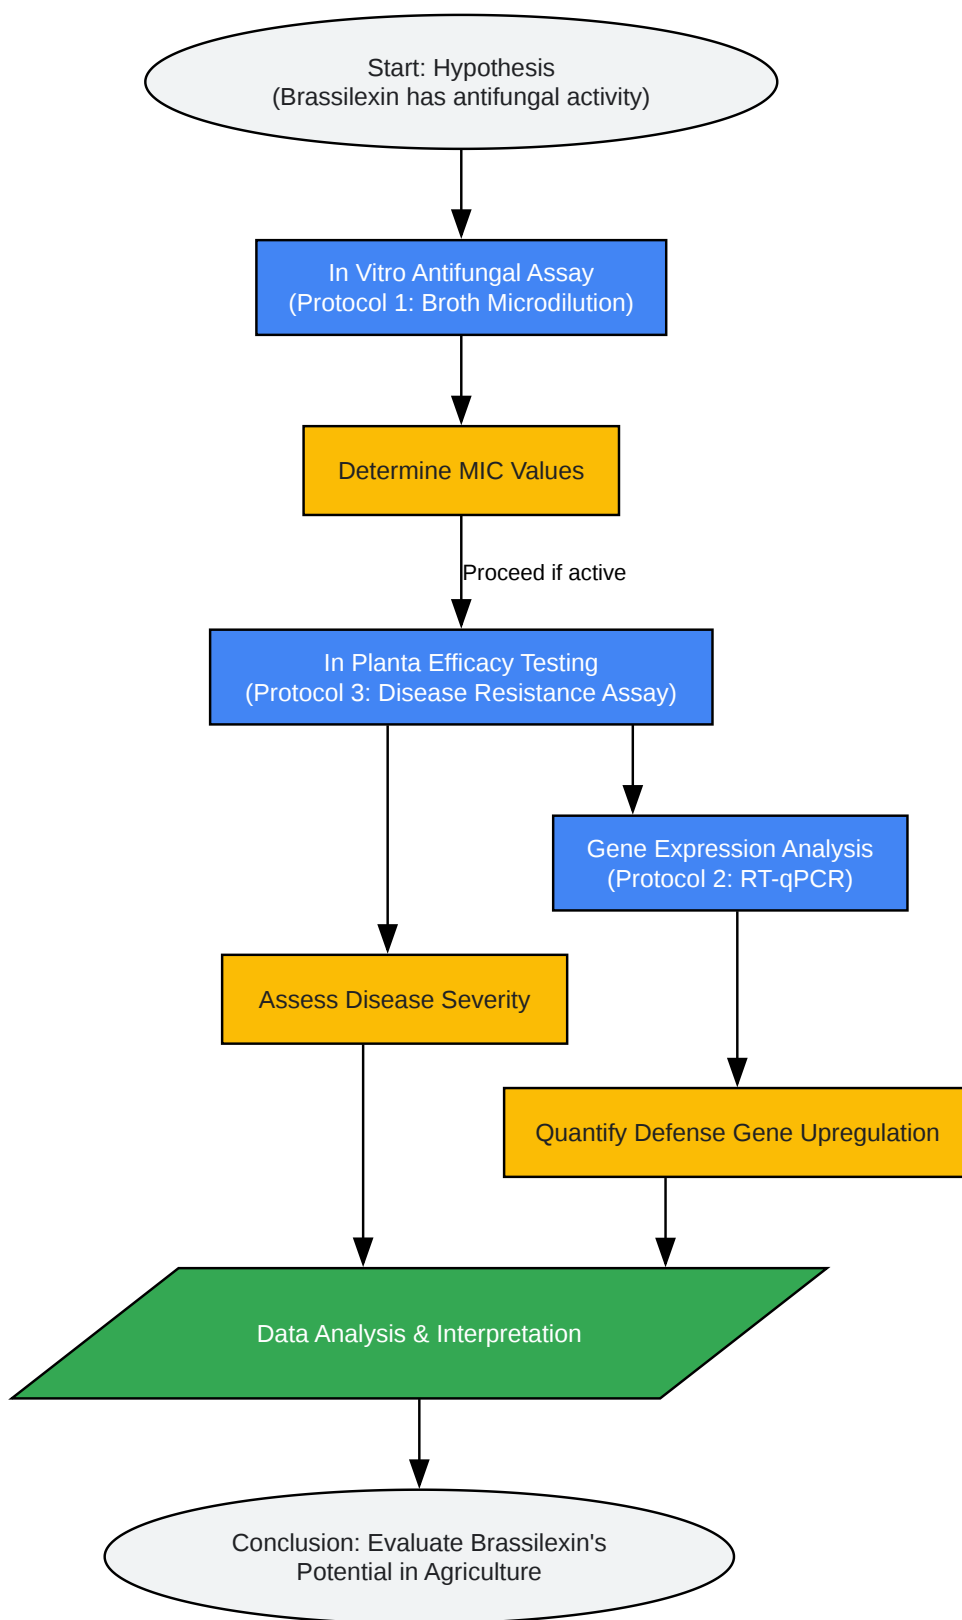 Start: Hypothesis
(Brassilexin has antifungal activity)
In Vitro Antifungal Assay
(Protocol 1: Broth Microdilution)
Determine MIC Values
Proceed if active
In Planta Efficacy Testing
(Protocol 3: Disease Resistance Assay)
Gene Expression Analysis
(Protocol 2: RT-qPCR)
Assess Disease Severity
Quantify Defense Gene Upregulation
Data Analysis & Interpretation
Conclusion: Evaluate Brassilexin's
Potential in Agriculture